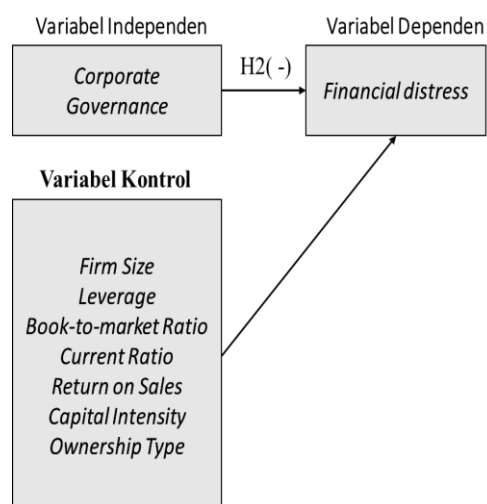 Variabel Independen
Variabel Dependen
Corporate
Governance
H2( -)
Financial distress
Variabel Kontrol
Firm Size
Leverage
Book-to-market Ratio
Current Ratio
Return on Sales
Capital Intensity
Ownership Type